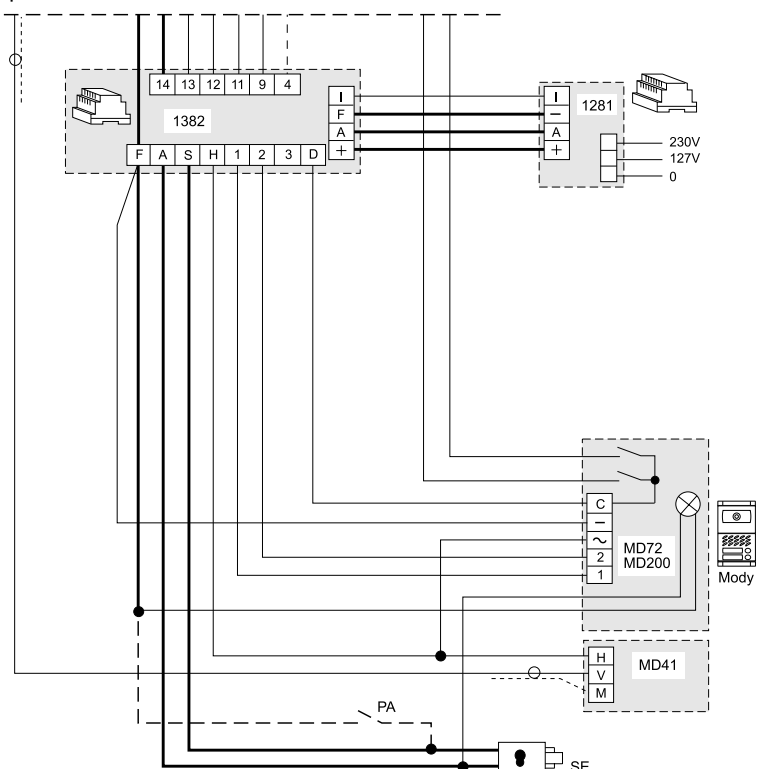 14 13 12 11 9 4
1382
I
F
A
+
F A S H 1 2 3 D
I
−
A
+
1281
230V
127V
0
C
−
~
2
1
MD72
MD200
Mody
H
V
M
MD41
PA
SE